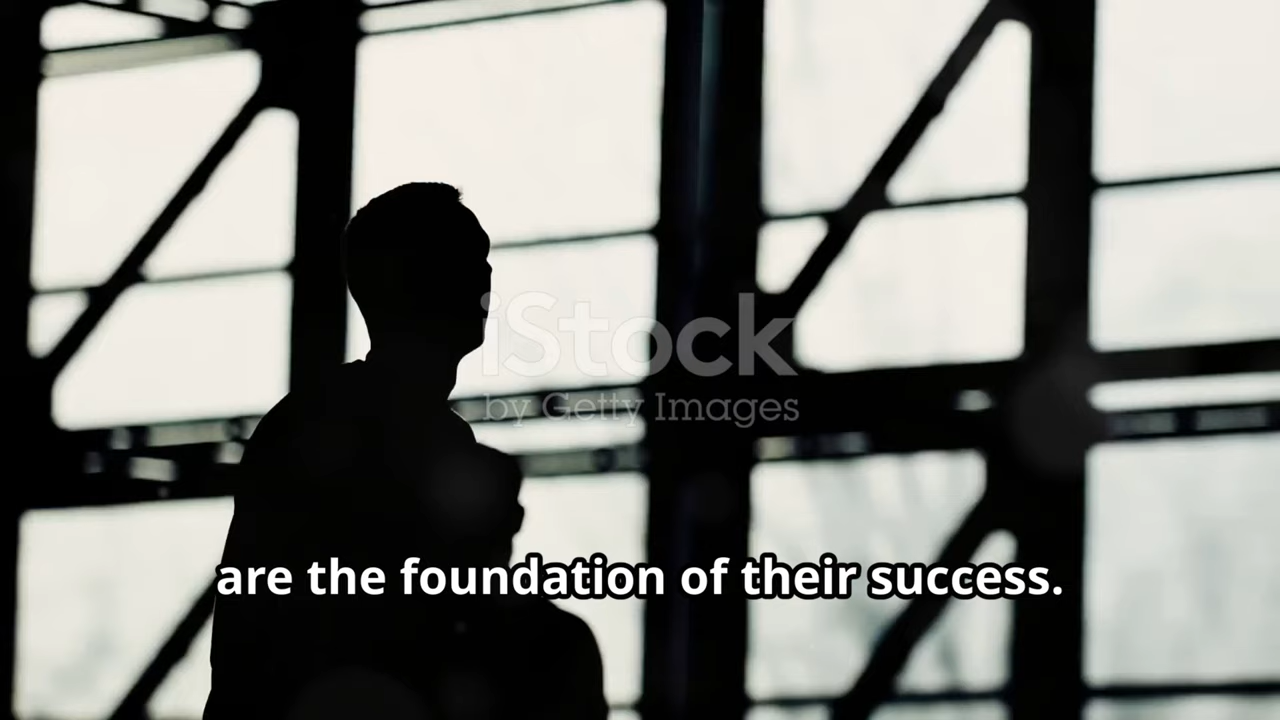 iStock
by Getty Images
are the foundation of their success.